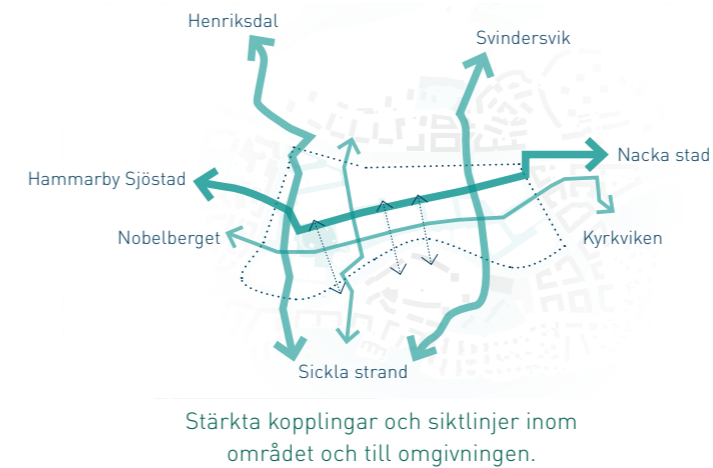 Henriksdal
Svindersvik
Nacka stad
Hammarby Sjöstad
Nobelberget
Kyrkviken
Sickla strand
Stärkta kopplingar och siktlinjer inom
området och till omgivningen.